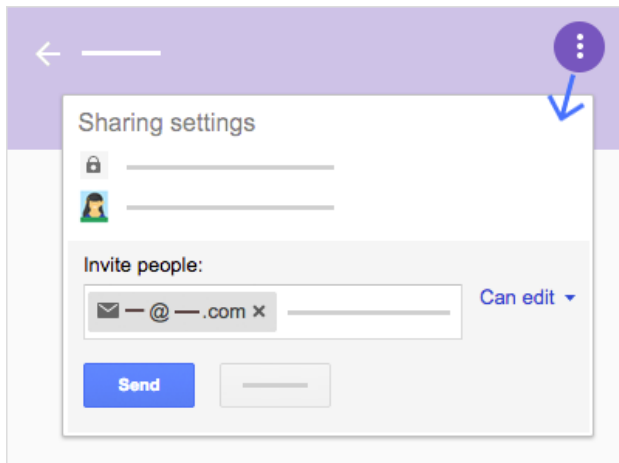 Sharing settings
Invite people:
@ .com ×
Can edit
Send